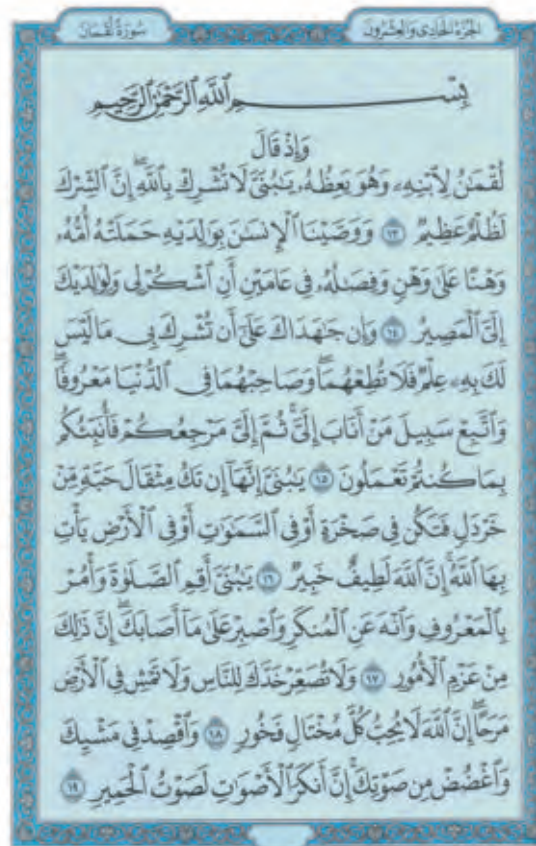 الجزء الحادي والعشرون
سورة لقمان
بِسْمِ ٱللَّهِ ٱلرَّحْمَٰنِ ٱلرَّحِيمِ
وَإِذْ قَالَ
لُقْمَٰنُ لِٱبْنِهِۦ وَهُوَ يَعِظُهُۥ يَٰبُنَىَّ لَا تُشْرِكْ بِٱللَّهِ ۖ إِنَّ ٱلشِّرْكَ
لَظُلْمٌ عَظِيمٌ ١٣ وَوَصَّيْنَا ٱلْإِنسَٰنَ بِوَٰلِدَيْهِ حَمَلَتْهُ أُمُّهُۥ
وَهْنًا عَلَىٰ وَهْنٍ وَفِصَٰلُهُۥ فِى عَامَيْنِ أَنِ ٱشْكُرْ لِى وَلِوَٰلِدَيْكَ
إِلَىَّ ٱلْمَصِيرُ ١٤ وَإِن جَٰهَدَاكَ عَلَىٰٓ أَن تُشْرِكَ بِى مَا لَيْسَ
لَكَ بِهِۦ عِلْمٌ فَلَا تُطِعْهُمَا ۖ وَصَاحِبْهُمَا فِى ٱلدُّنْيَا مَعْرُوفًا ۖ
وَٱتَّبِعْ سَبِيلَ مَنْ أَنَابَ إِلَىَّ ۚ ثُمَّ إِلَىَّ مَرْجِعُكُمْ فَأُنَبِّئُكُم
بِمَا كُنتُمْ تَعْمَلُونَ ١٥ يَٰبُنَىَّ إِنَّهَآ إِن تَكُ مِثْقَالَ حَبَّةٍ مِّنْ
خَرْدَلٍ فَتَكُن فِى صَخْرَةٍ أَوْ فِى ٱلسَّمَٰوَٰتِ أَوْ فِى ٱلْأَرْضِ يَأْتِ
بِهَا ٱللَّهُ ۚ إِنَّ ٱللَّهَ لَطِيفٌ خَبِيرٌ ١٦ يَٰبُنَىَّ أَقِمِ ٱلصَّلَوٰةَ وَأْمُرْ
بِٱلْمَعْرُوفِ وَٱنْهَ عَنِ ٱلْمُنكَرِ وَٱصْبِرْ عَلَىٰ مَآ أَصَابَكَ ۖ إِنَّ ذَٰلِكَ
مِنْ عَزْمِ ٱلْأُمُورِ ١٧ وَلَا تُصَعِّرْ خَدَّكَ لِلنَّاسِ وَلَا تَمْشِ فِى ٱلْأَرْضِ
مَرَحًا ۖ إِنَّ ٱللَّهَ لَا يُحِبُّ كُلَّ مُخْتَالٍ فَخُورٍ ١٨ وَٱقْصِدْ فِى مَشْيِكَ
وَٱغْضُضْ مِن صَوْتِكَ ۚ إِنَّ أَنكَرَ ٱلْأَصْوَٰتِ لَصَوْتُ ٱلْحَمِيرِ ١٩